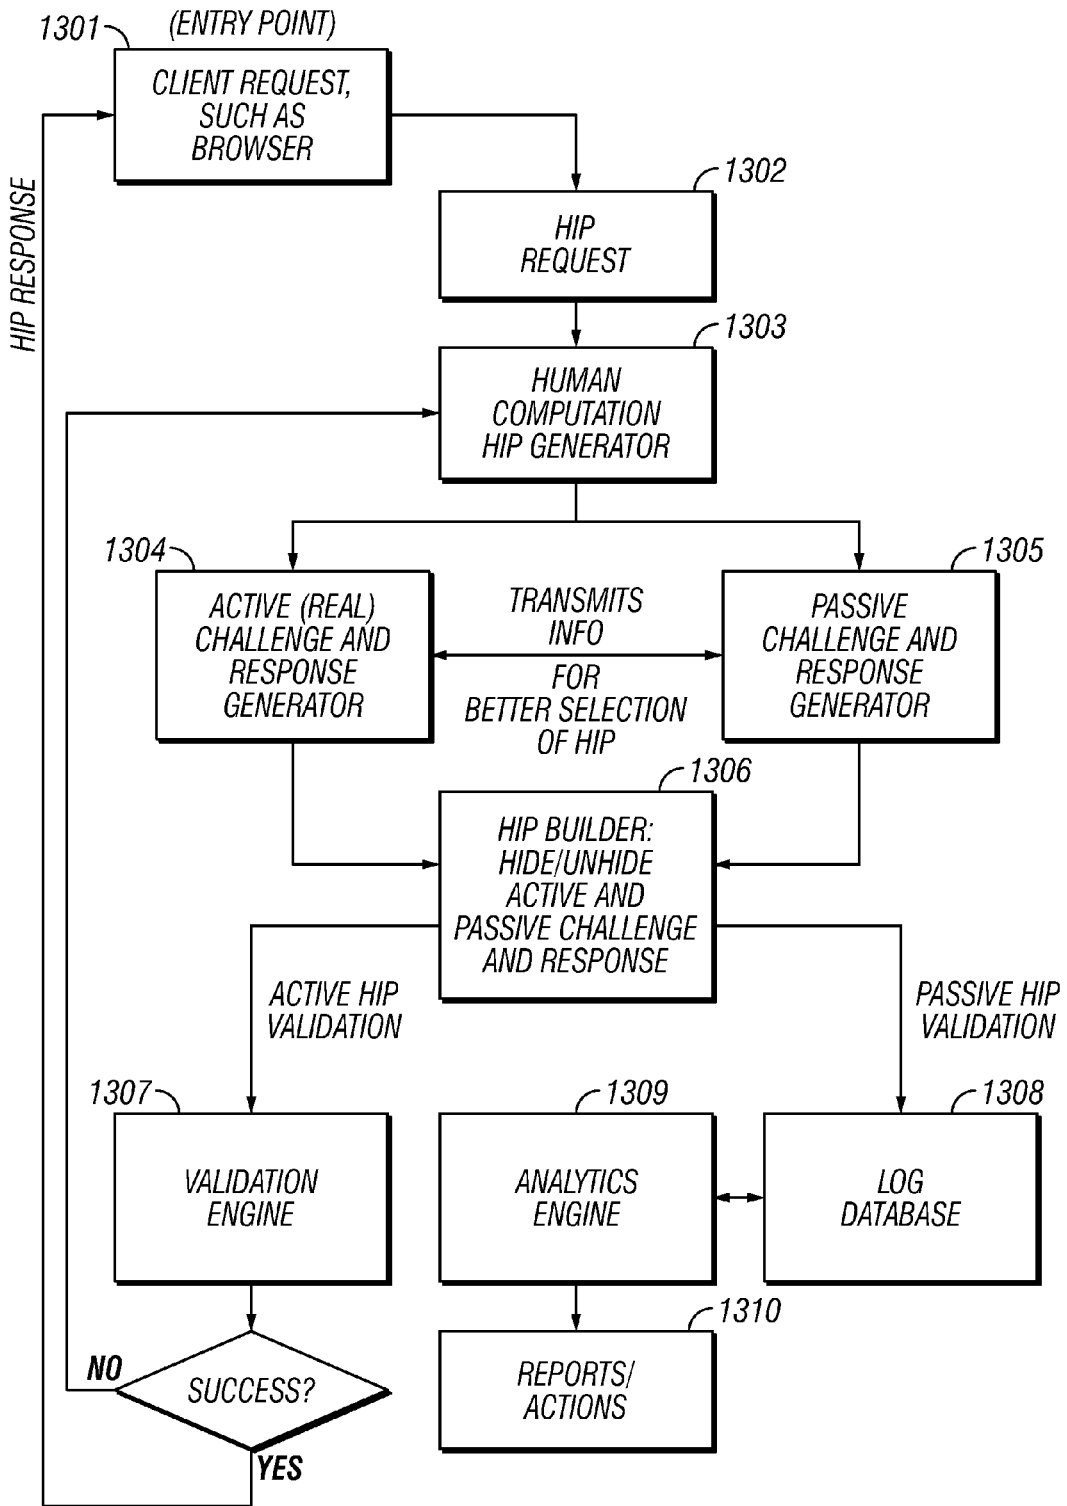 1301
(ENTRY POINT)
CLIENT REQUEST,
SUCH AS
BROWSER
HIP RESPONSE
1302
HIP
REQUEST
1303
HUMAN
COMPUTATION
HIP GENERATOR
1304
ACTIVE (REAL)
CHALLENGE AND
RESPONSE
GENERATOR
TRANSMITS
INFO
FOR
BETTER SELECTION
OF HIP
1305
PASSIVE
CHALLENGE AND
RESPONSE
GENERATOR
1306
HIP BUILDER:
HIDE/UNHIDE
ACTIVE AND
PASSIVE CHALLENGE
AND RESPONSE
ACTIVE HIP
VALIDATION
PASSIVE HIP
VALIDATION
1307
VALIDATION
ENGINE
1309
ANALYTICS
ENGINE
1308
LOG
DATABASE
NO
SUCCESS?
YES
1310
REPORTS/
ACTIONS